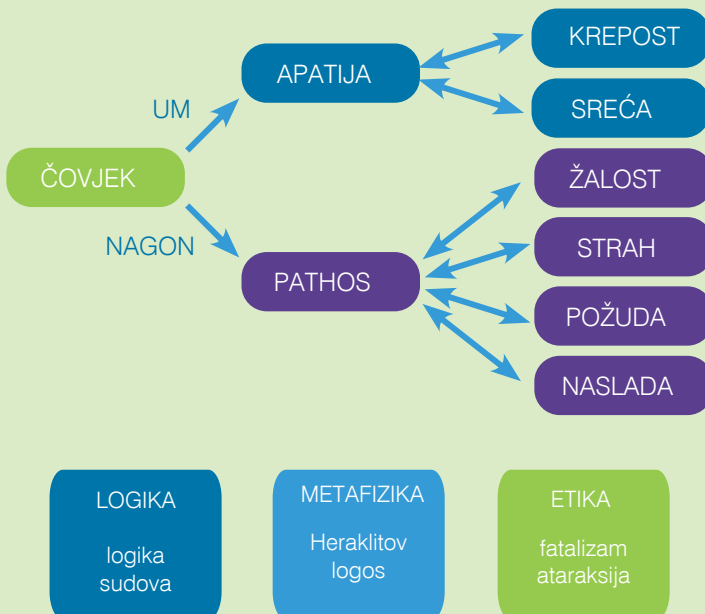 KREPOST
APATIJA
UM
SREĆA
ČOVJEK
ŽALOST
NAGON
STRAH
PATHOS
POŽUDA
NASLADA
LOGIKA
logika
sudova
METAFIZIKA
Heraklitov
logos
ETIKA
fatalizam
ataraksija